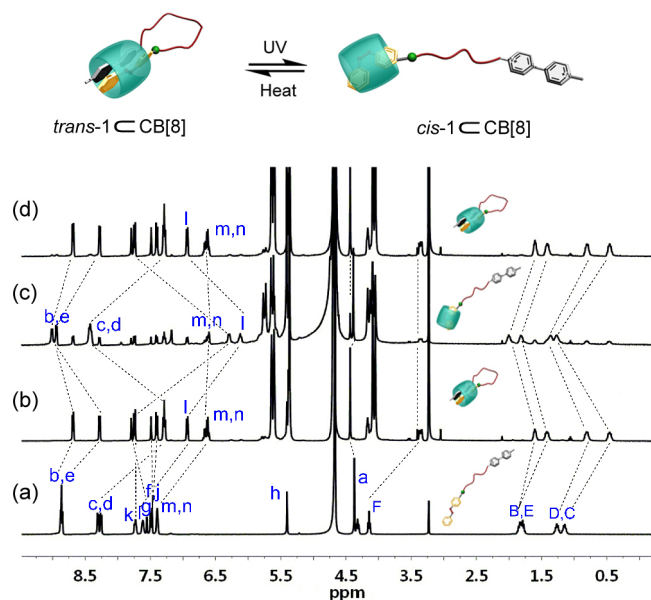 UV
Heat
trans-1 ⊂ CB[8]
cis-1 ⊂ CB[8]
(d)
l
m,n
(c)
b,e
c,d
m,n
l
(b)
l
m,n
(a)
b,e
c,d
k
f
g
j
m,n
h
a
F
B,E
D,C
8.5 7.5 6.5 5.5 4.5 3.5 2.5 1.5 0.5
ppm